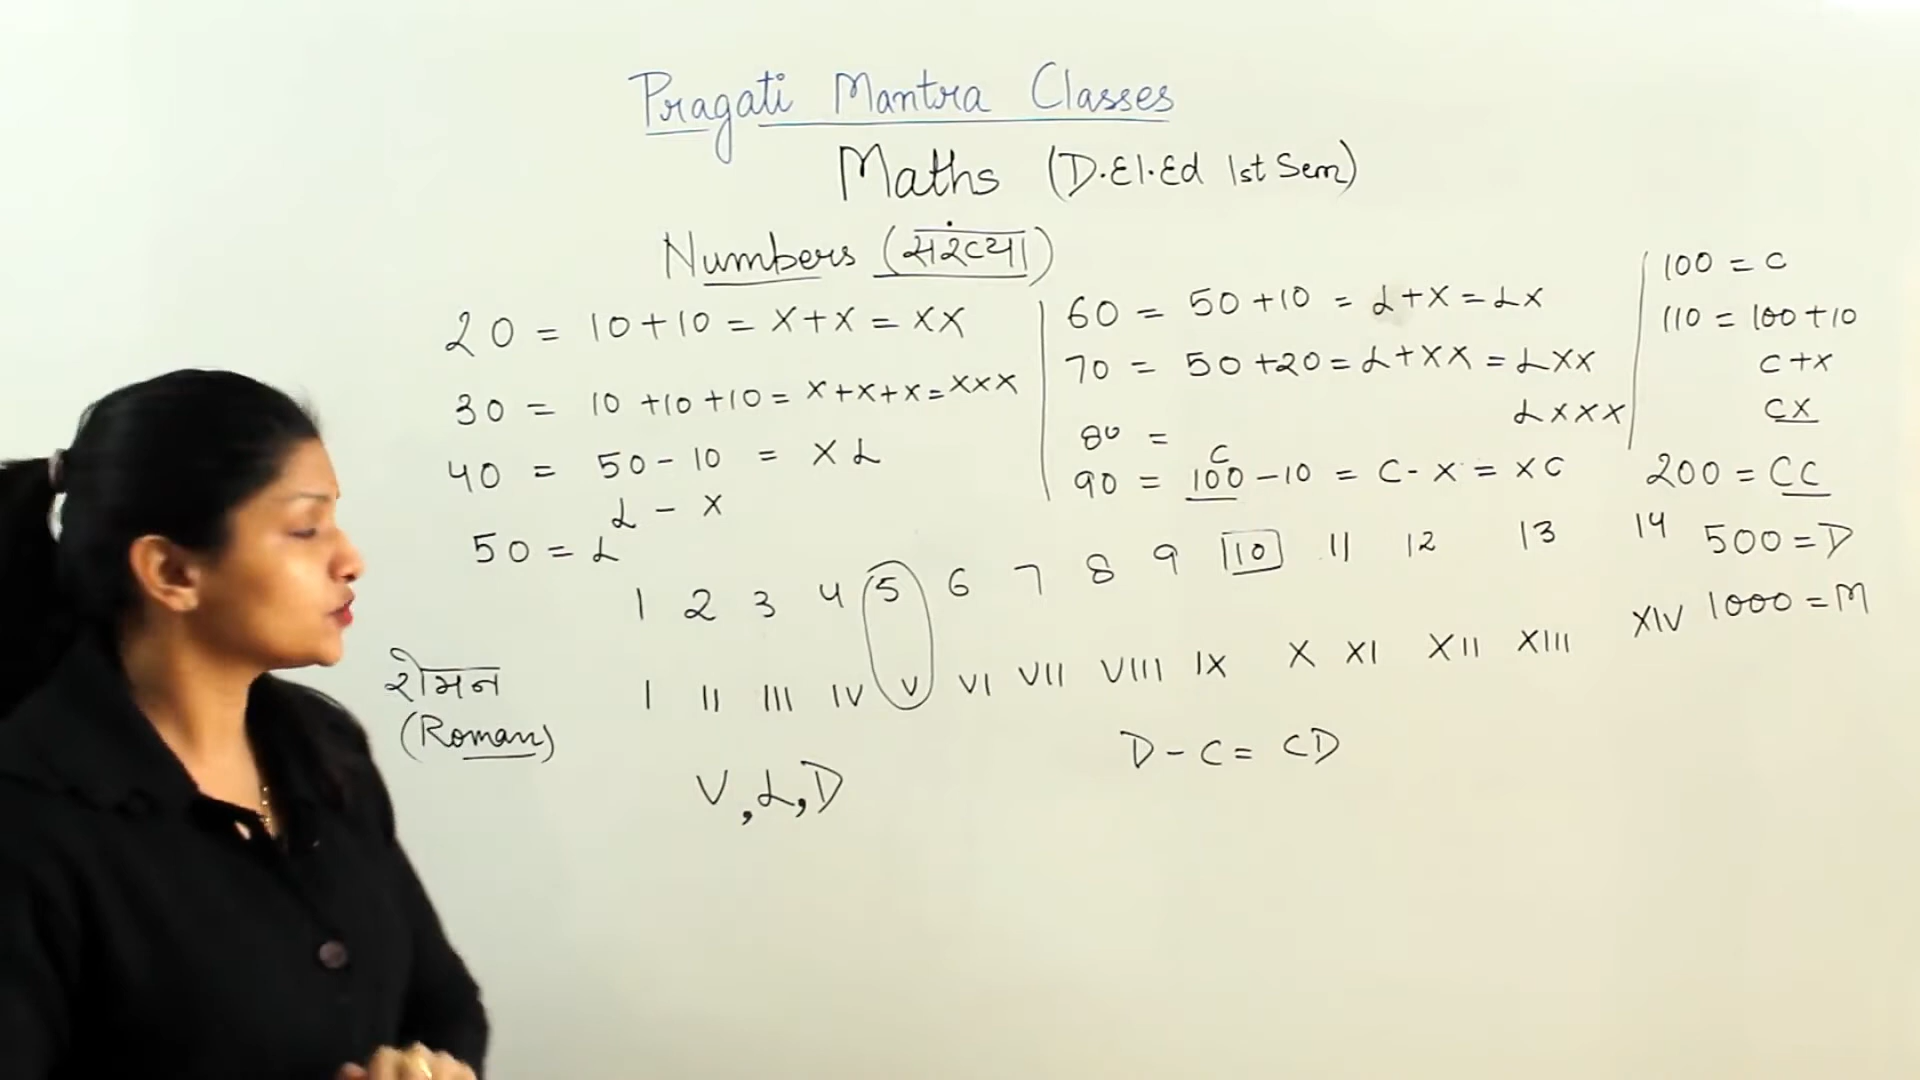 Pragati Mantra Classes
Maths (D.El.Ed 1st Sem)
Numbers (संख्या)
20 = 10+10 = X+X = XX
30 = 10+10+10 = X+X+X = XXX
40 = 50-10 = XL
L - X
50 = L
60 = 50+10 = L+X = LX
70 = 50+20 = L+XX = LXX
LXXX
80 =
C
90 = 100-10 = C-X = XC
100 = C
110 = 100+10
C+X
CX
200 = CC
500 = D
1000 = M
1 2 3 4 5 6 7 8 9 10 11 12 13 14
रोमन
(Roman)
I II III IV V VI VII VIII IX X XI XII XIII XIV
V, L, D
D-C = CD